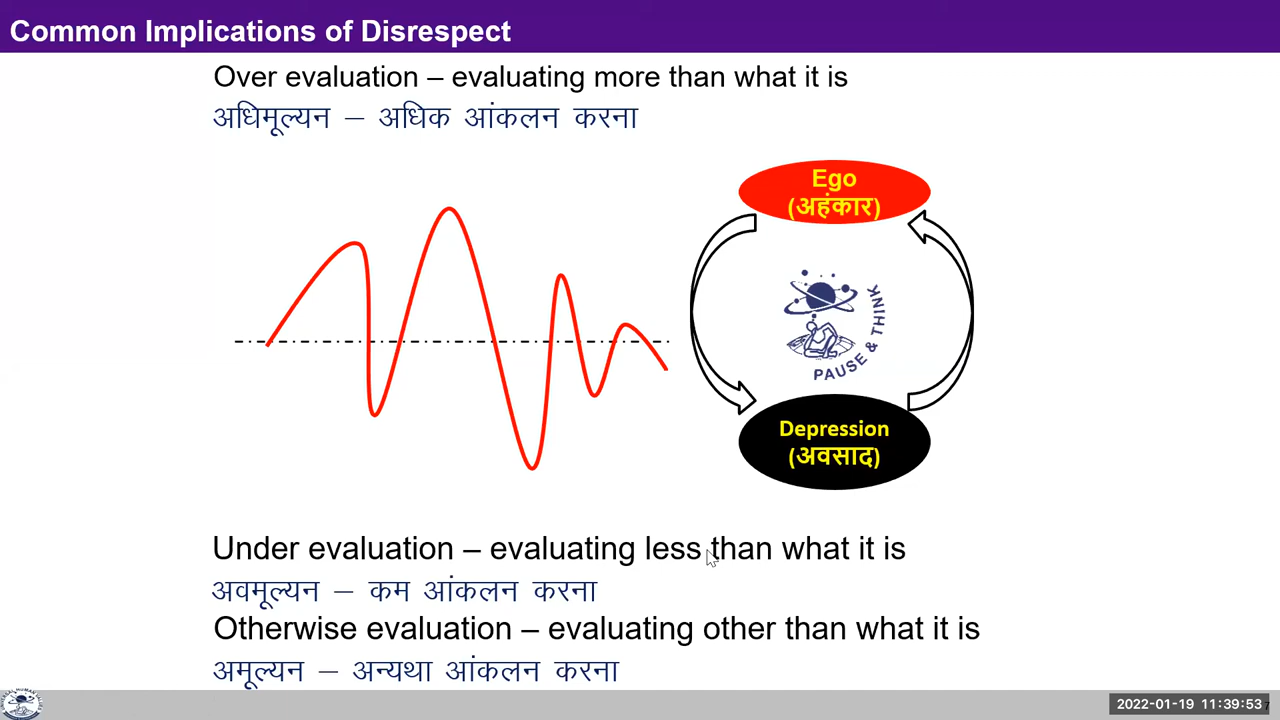 Common Implications of Disrespect
Over evaluation – evaluating more than what it is
अधिमूल्यन – अधिक आंकलन करना
Ego
(अहंकार)
PAUSE & THINK
Depression
(अवसाद)
Under evaluation – evaluating less than what it is
अवमूल्यन – कम आंकलन करना
Otherwise evaluation – evaluating other than what it is
अमूल्यन – अन्यथा आंकलन करना
2022-01-19 11:39:53
7